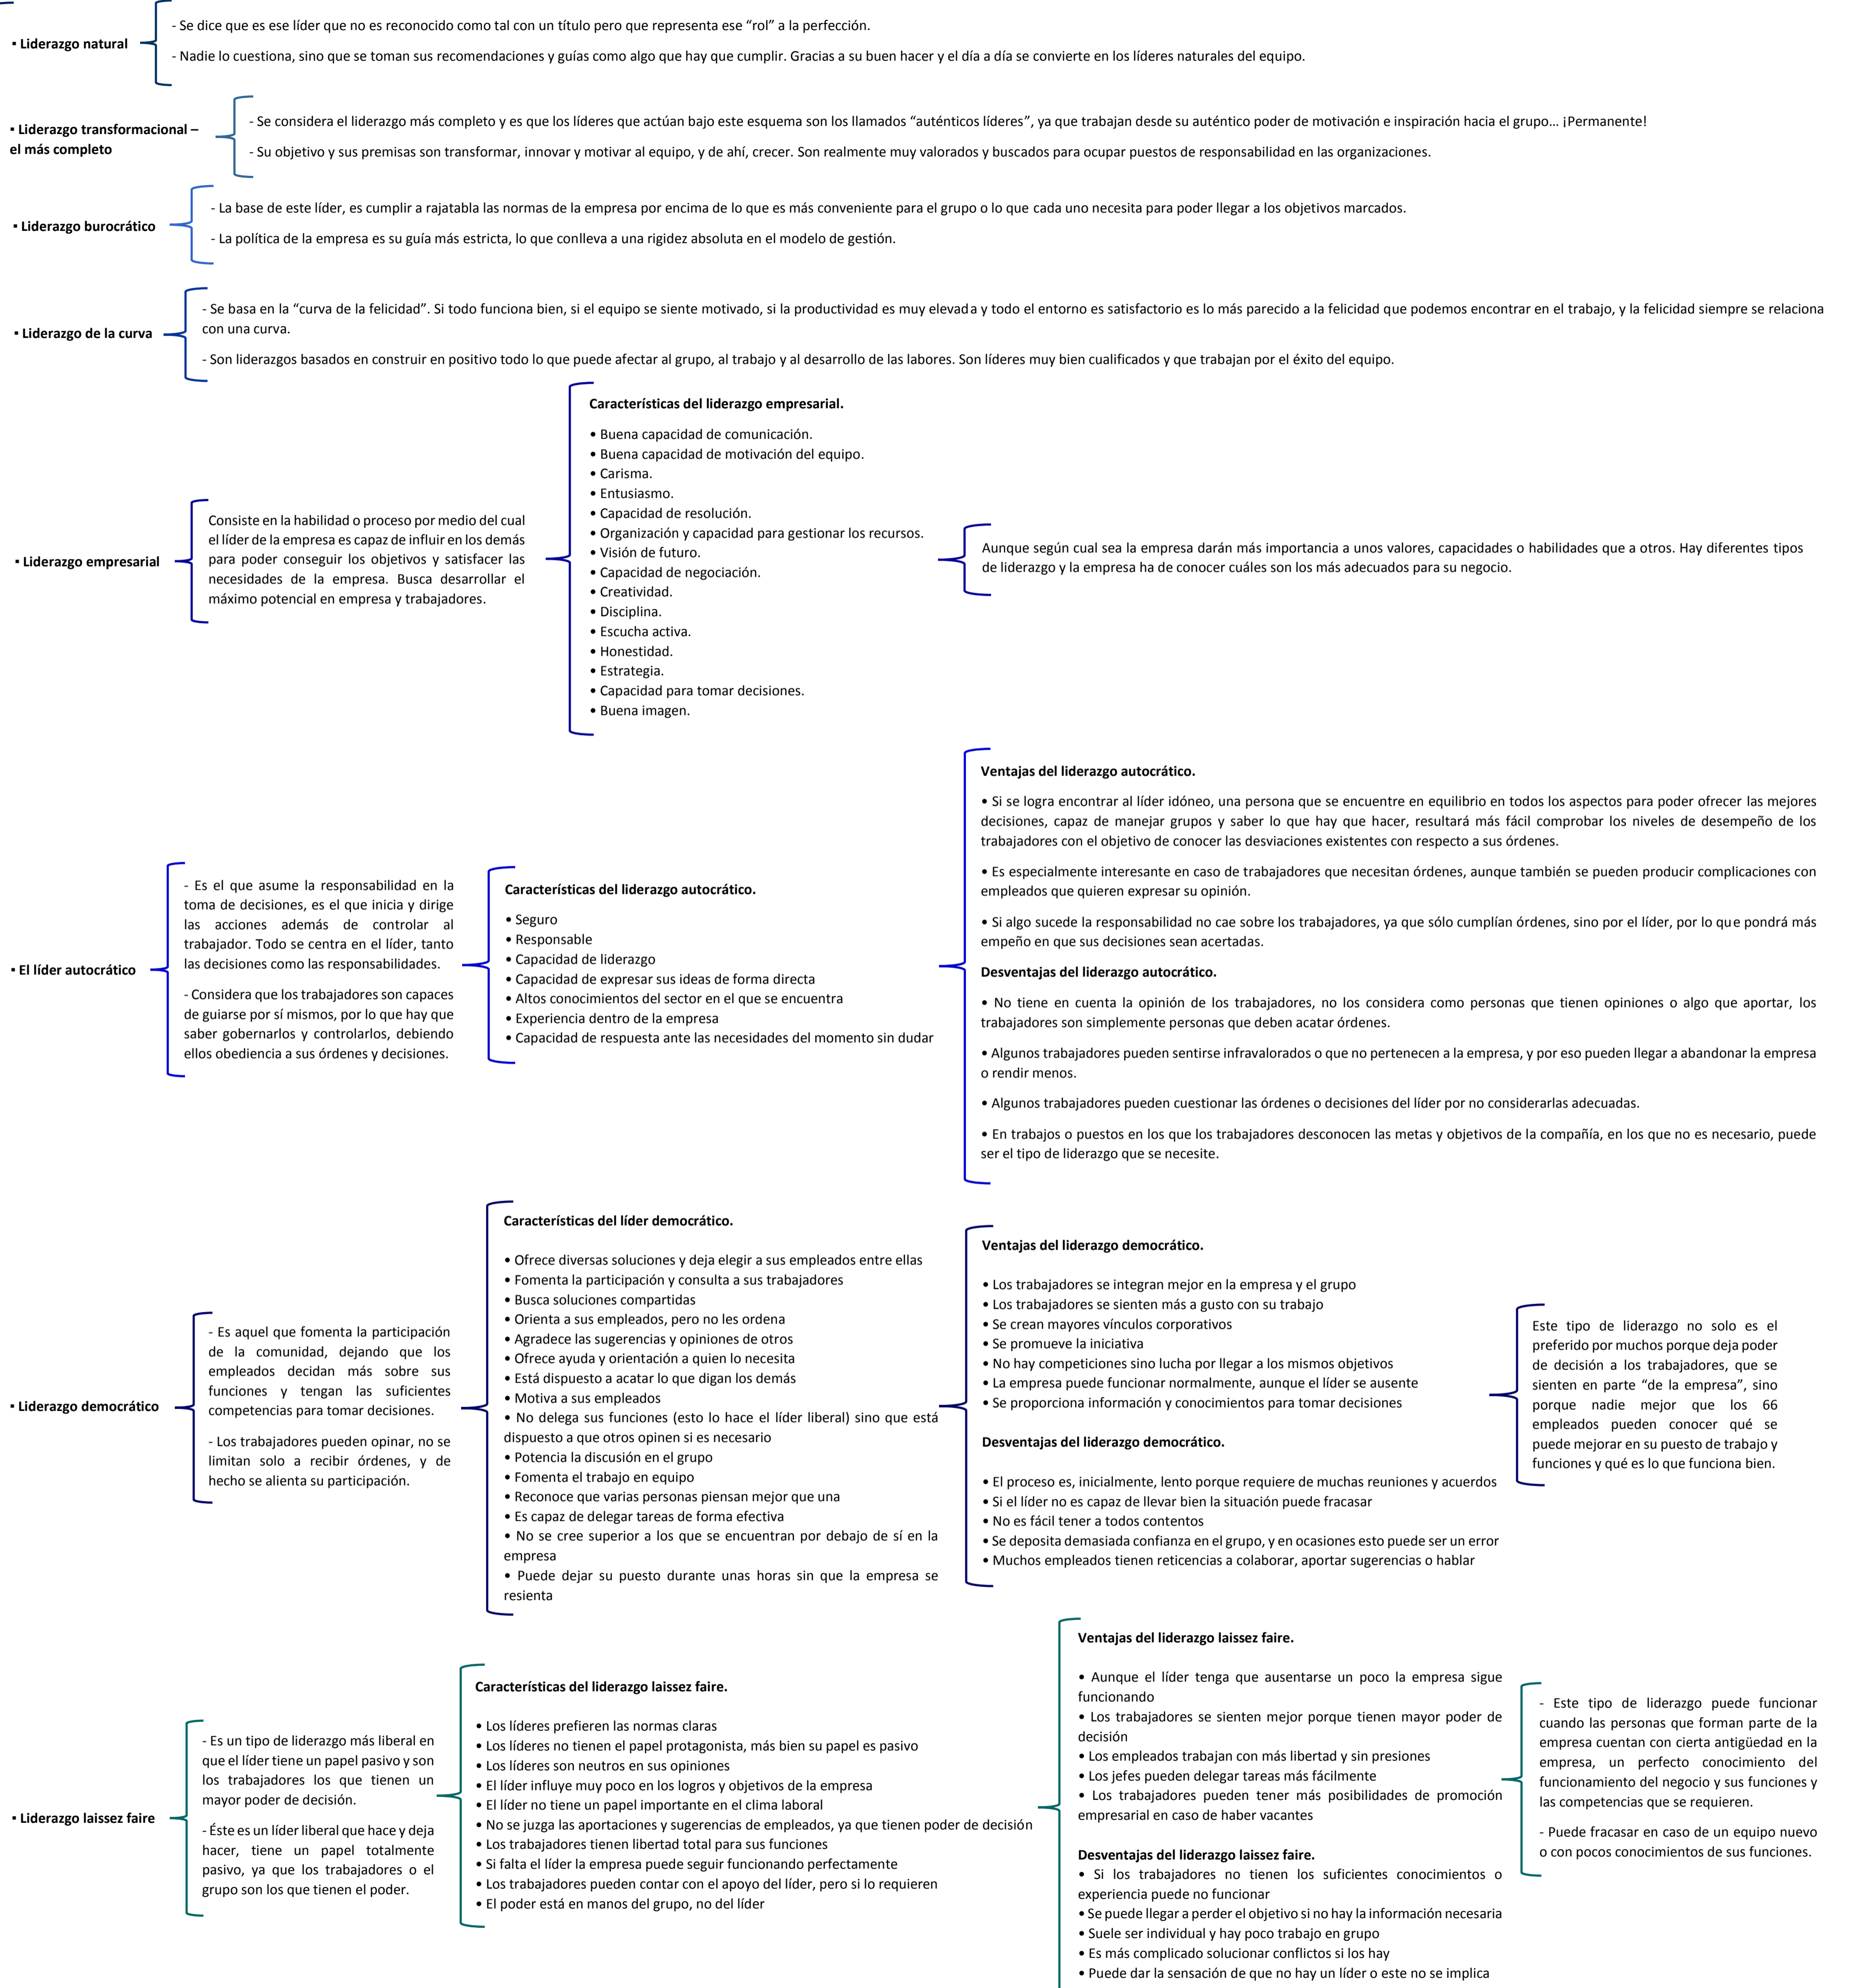 ▪ Liderazgo natural
- Se dice que es ese líder que no es reconocido como tal con un título pero que representa ese “rol” a la perfección.
- Nadie lo cuestiona, sino que se toman sus recomendaciones y guías como algo que hay que cumplir. Gracias a su buen hacer y el día a día se convierte en los líderes naturales del equipo.
▪ Liderazgo transformacional –
el más completo
- Se considera el liderazgo más completo y es que los líderes que actúan bajo este esquema son los llamados “auténticos líderes”, ya que trabajan desde su auténtico poder de motivación e inspiración hacia el grupo… ¡Permanente!
- Su objetivo y sus premisas son transformar, innovar y motivar al equipo, y de ahí, crecer. Son realmente muy valorados y buscados para ocupar puestos de responsabilidad en las organizaciones.
▪ Liderazgo burocrático
- La base de este líder, es cumplir a rajatabla las normas de la empresa por encima de lo que es más conveniente para el grupo o lo que cada uno necesita para poder llegar a los objetivos marcados.
- La política de la empresa es su guía más estricta, lo que conlleva a una rigidez absoluta en el modelo de gestión.
▪ Liderazgo de la curva
- Se basa en la “curva de la felicidad”. Si todo funciona bien, si el equipo se siente motivado, si la productividad es muy elevada y todo el entorno es satisfactorio es lo más parecido a la felicidad que podemos encontrar en el trabajo, y la felicidad siempre se relaciona
con una curva.
- Son liderazgos basados en construir en positivo todo lo que puede afectar al grupo, al trabajo y al desarrollo de las labores. Son líderes muy bien cualificados y que trabajan por el éxito del equipo.
▪ Liderazgo empresarial
Consiste en la habilidad o proceso por medio del cual
el líder de la empresa es capaz de influir en los demás
para poder conseguir los objetivos y satisfacer las
necesidades de la empresa. Busca desarrollar el
máximo potencial en empresa y trabajadores.
Características del liderazgo empresarial.
• Buena capacidad de comunicación.
• Buena capacidad de motivación del equipo.
• Carisma.
• Entusiasmo.
• Capacidad de resolución.
• Organización y capacidad para gestionar los recursos.
• Visión de futuro.
• Capacidad de negociación.
• Creatividad.
• Disciplina.
• Escucha activa.
• Honestidad.
• Estrategia.
• Capacidad para tomar decisiones.
• Buena imagen.
Aunque según cual sea la empresa darán más importancia a unos valores, capacidades o habilidades que a otros. Hay diferentes tipos
de liderazgo y la empresa ha de conocer cuáles son los más adecuados para su negocio.
▪ El líder autocrático
- Es el que asume la responsabilidad en la
toma de decisiones, es el que inicia y dirige
las acciones además de controlar al
trabajador. Todo se centra en el líder, tanto
las decisiones como las responsabilidades.
- Considera que los trabajadores son capaces
de guiarse por sí mismos, por lo que hay que
saber gobernarlos y controlarlos, debiendo
ellos obediencia a sus órdenes y decisiones.
Características del liderazgo autocrático.
• Seguro
• Responsable
• Capacidad de liderazgo
• Capacidad de expresar sus ideas de forma directa
• Altos conocimientos del sector en el que se encuentra
• Experiencia dentro de la empresa
• Capacidad de respuesta ante las necesidades del momento sin dudar
Ventajas del liderazgo autocrático.
• Si se logra encontrar al líder idóneo, una persona que se encuentre en equilibrio en todos los aspectos para poder ofrecer las mejores
decisiones, capaz de manejar grupos y saber lo que hay que hacer, resultará más fácil comprobar los niveles de desempeño de los
trabajadores con el objetivo de conocer las desviaciones existentes con respecto a sus órdenes.
• Es especialmente interesante en caso de trabajadores que necesitan órdenes, aunque también se pueden producir complicaciones con
empleados que quieren expresar su opinión.
• Si algo sucede la responsabilidad no cae sobre los trabajadores, ya que sólo cumplían órdenes, sino por el líder, por lo que pondrá más
empeño en que sus decisiones sean acertadas.
Desventajas del liderazgo autocrático.
• No tiene en cuenta la opinión de los trabajadores, no los considera como personas que tienen opiniones o algo que aportar, los
trabajadores son simplemente personas que deben acatar órdenes.
• Algunos trabajadores pueden sentirse infravalorados o que no pertenecen a la empresa, y por eso pueden llegar a abandonar la empresa
o rendir menos.
• Algunos trabajadores pueden cuestionar las órdenes o decisiones del líder por no considerarlas adecuadas.
• En trabajos o puestos en los que los trabajadores desconocen las metas y objetivos de la compañía, en los que no es necesario, puede
ser el tipo de liderazgo que se necesite.
▪ Liderazgo democrático
- Es aquel que fomenta la participación
de la comunidad, dejando que los
empleados decidan más sobre sus
funciones y tengan las suficientes
competencias para tomar decisiones.
- Los trabajadores pueden opinar, no se
limitan solo a recibir órdenes, y de
hecho se alienta su participación.
Características del líder democrático.
• Ofrece diversas soluciones y deja elegir a sus empleados entre ellas
• Fomenta la participación y consulta a sus trabajadores
• Busca soluciones compartidas
• Orienta a sus empleados, pero no les ordena
• Agradece las sugerencias y opiniones de otros
• Ofrece ayuda y orientación a quien lo necesita
• Está dispuesto a acatar lo que digan los demás
• Motiva a sus empleados
• No delega sus funciones (esto lo hace el líder liberal) sino que está
dispuesto a que otros opinen si es necesario
• Potencia la discusión en el grupo
• Fomenta el trabajo en equipo
• Reconoce que varias personas piensan mejor que una
• Es capaz de delegar tareas de forma efectiva
• No se cree superior a los que se encuentran por debajo de sí en la
empresa
• Puede dejar su puesto durante unas horas sin que la empresa se
resienta
Ventajas del liderazgo democrático.
• Los trabajadores se integran mejor en la empresa y el grupo
• Los trabajadores se sienten más a gusto con su trabajo
• Se crean mayores vínculos corporativos
• Se promueve la iniciativa
• No hay competiciones sino lucha por llegar a los mismos objetivos
• La empresa puede funcionar normalmente, aunque el líder se ausente
• Se proporciona información y conocimientos para tomar decisiones
Desventajas del liderazgo democrático.
• El proceso es, inicialmente, lento porque requiere de muchas reuniones y acuerdos
• Si el líder no es capaz de llevar bien la situación puede fracasar
• No es fácil tener a todos contentos
• Se deposita demasiada confianza en el grupo, y en ocasiones esto puede ser un error
• Muchos empleados tienen reticencias a colaborar, aportar sugerencias o hablar
Este tipo de liderazgo no solo es el
preferido por muchos porque deja poder
de decisión a los trabajadores, que se
sienten en parte “de la empresa”, sino
porque nadie mejor que los 66
empleados pueden conocer qué se
puede mejorar en su puesto de trabajo y
funciones y qué es lo que funciona bien.
▪ Liderazgo laissez faire
- Es un tipo de liderazgo más liberal en
que el líder tiene un papel pasivo y son
los trabajadores los que tienen un
mayor poder de decisión.
- Éste es un líder liberal que hace y deja
hacer, tiene un papel totalmente
pasivo, ya que los trabajadores o el
grupo son los que tienen el poder.
Características del liderazgo laissez faire.
• Los líderes prefieren las normas claras
• Los líderes no tienen el papel protagonista, más bien su papel es pasivo
• Los líderes son neutros en sus opiniones
• El líder influye muy poco en los logros y objetivos de la empresa
• El líder no tiene un papel importante en el clima laboral
• No se juzga las aportaciones y sugerencias de empleados, ya que tienen poder de decisión
• Los trabajadores tienen libertad total para sus funciones
• Si falta el líder la empresa puede seguir funcionando perfectamente
• Los trabajadores pueden contar con el apoyo del líder, pero si lo requieren
• El poder está en manos del grupo, no del líder
Ventajas del liderazgo laissez faire.
• Aunque el líder tenga que ausentarse un poco la empresa sigue
funcionando
• Los trabajadores se sienten mejor porque tienen mayor poder de
decisión
• Los empleados trabajan con más libertad y sin presiones
• Los jefes pueden delegar tareas más fácilmente
• Los trabajadores pueden tener más posibilidades de promoción
empresarial en caso de haber vacantes
Desventajas del liderazgo laissez faire.
• Si los trabajadores no tienen los suficientes conocimientos o
experiencia puede no funcionar
• Se puede llegar a perder el objetivo si no hay la información necesaria
• Suele ser individual y hay poco trabajo en grupo
• Es más complicado solucionar conflictos si los hay
• Puede dar la sensación de que no hay un líder o este no se implica
- Este tipo de liderazgo puede funcionar
cuando las personas que forman parte de la
empresa cuentan con cierta antigüedad en la
empresa, un perfecto conocimiento del
funcionamiento del negocio y sus funciones y
las competencias que se requieren.
- Puede fracasar en caso de un equipo nuevo
o con pocos conocimientos de sus funciones.